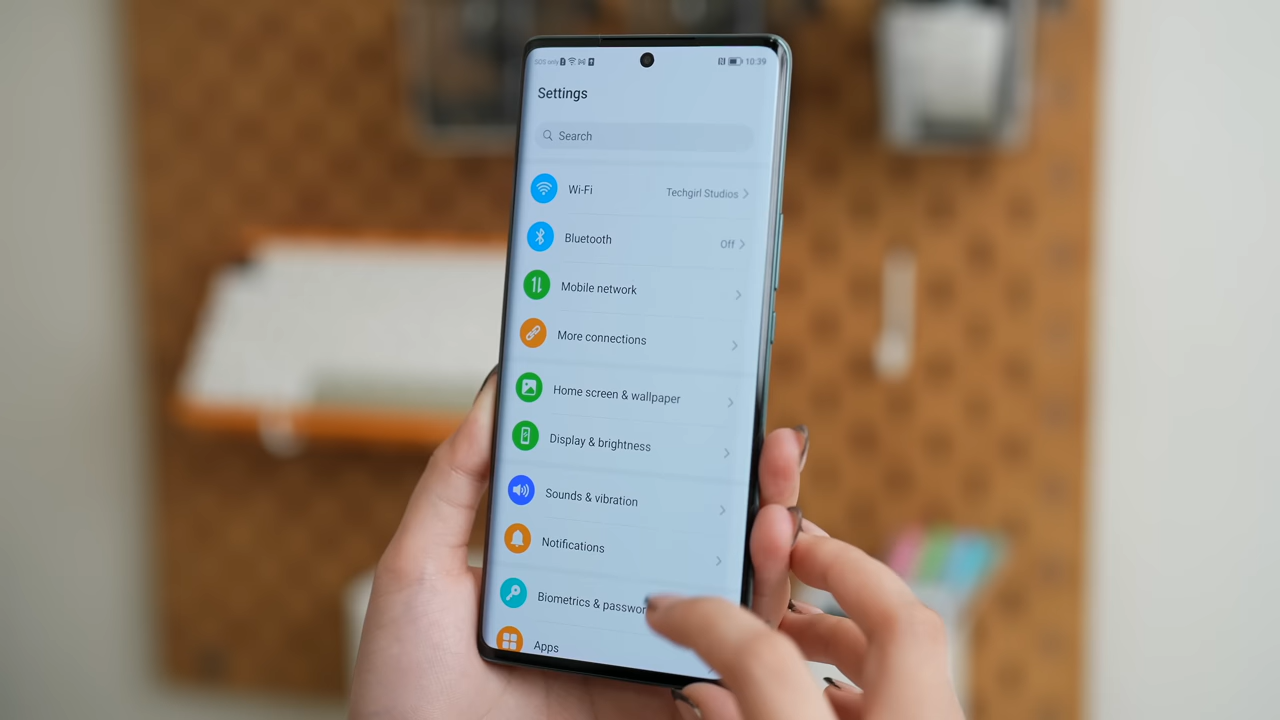 SOS only 10:39
Settings
Search
Wi-Fi Techgirl Studios
Bluetooth Off
Mobile network
More connections
Home screen & wallpaper
Display & brightness
Sounds & vibration
Notifications
Biometrics & passwor
Apps